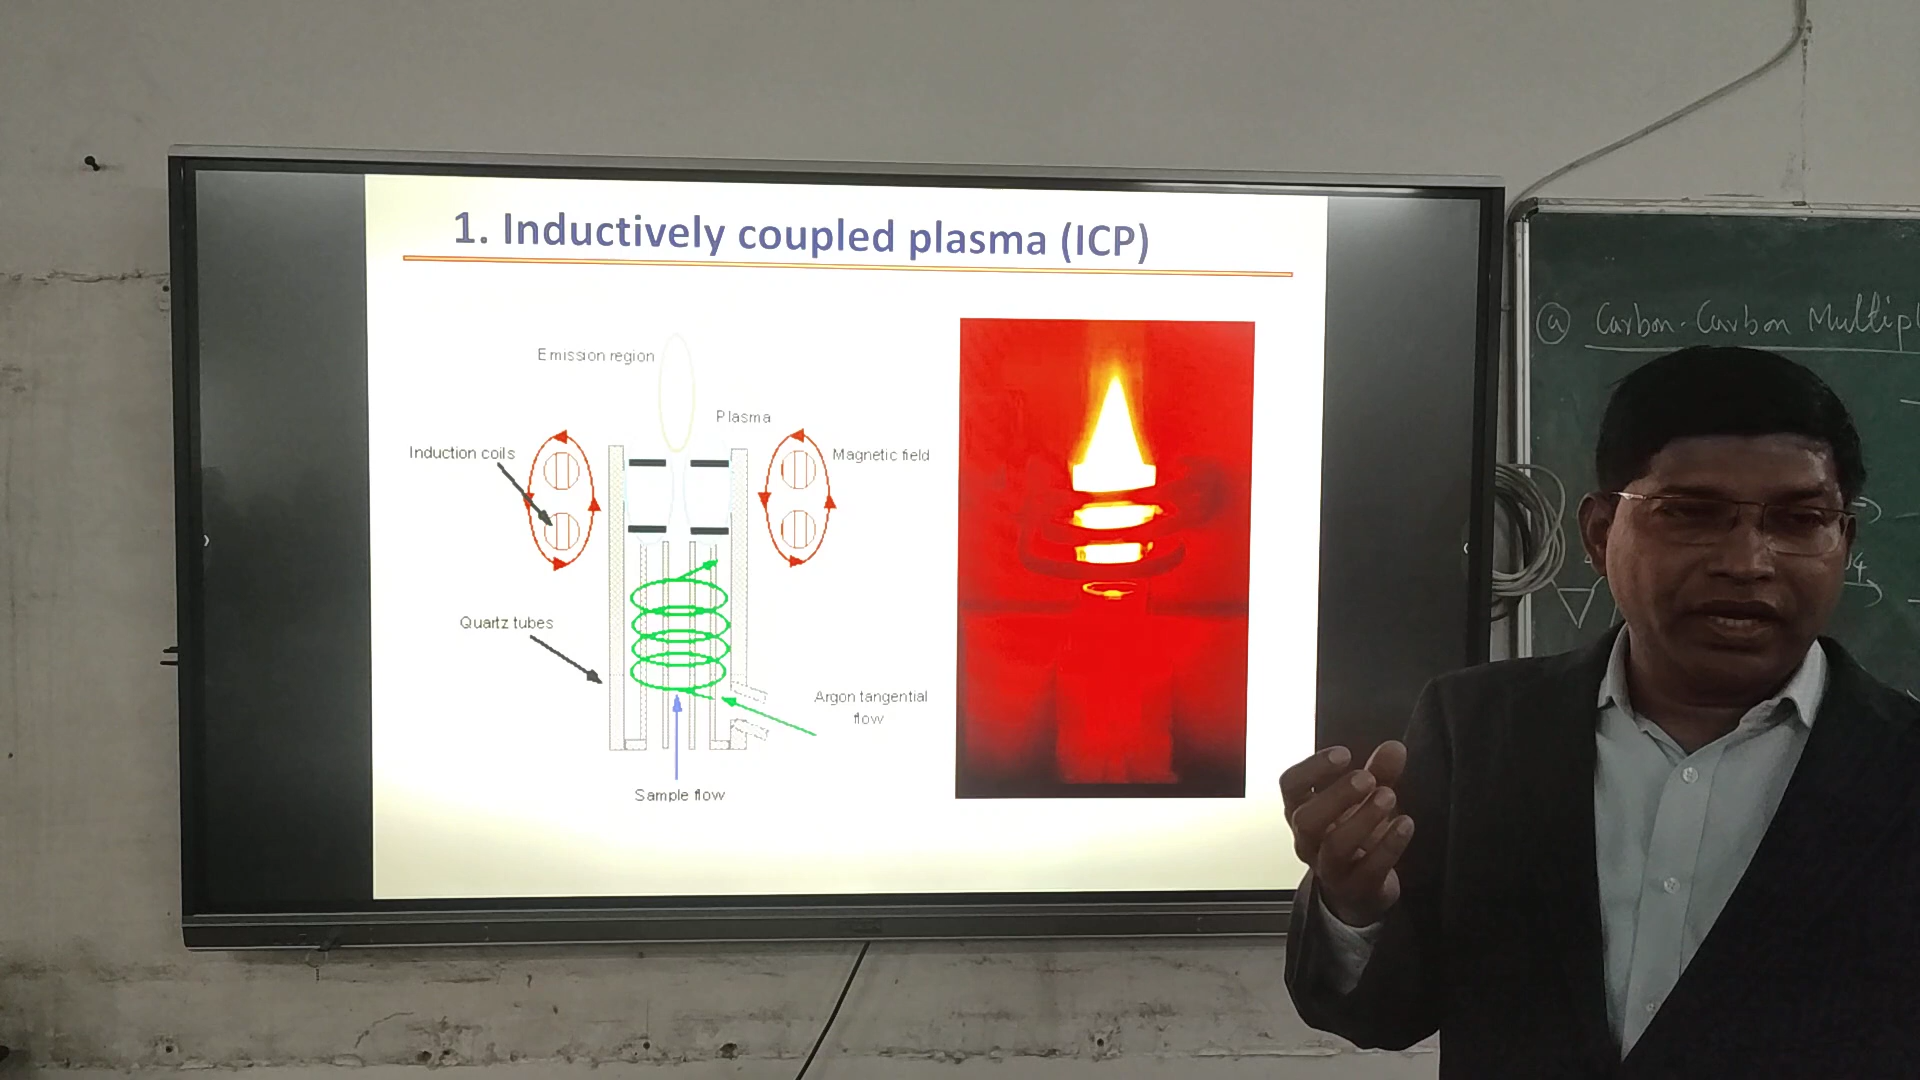 1. Inductively coupled plasma (ICP)
Emission region
Plasma
Induction coils
Magnetic field
Quartz tubes
Argon tangential
flow
Sample flow
(a) Carbon-Carbon
4